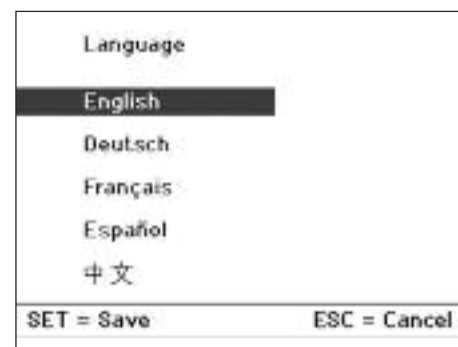 Language
English
Deutsch
Français
Español
中文
SET = Save ESC = Cancel